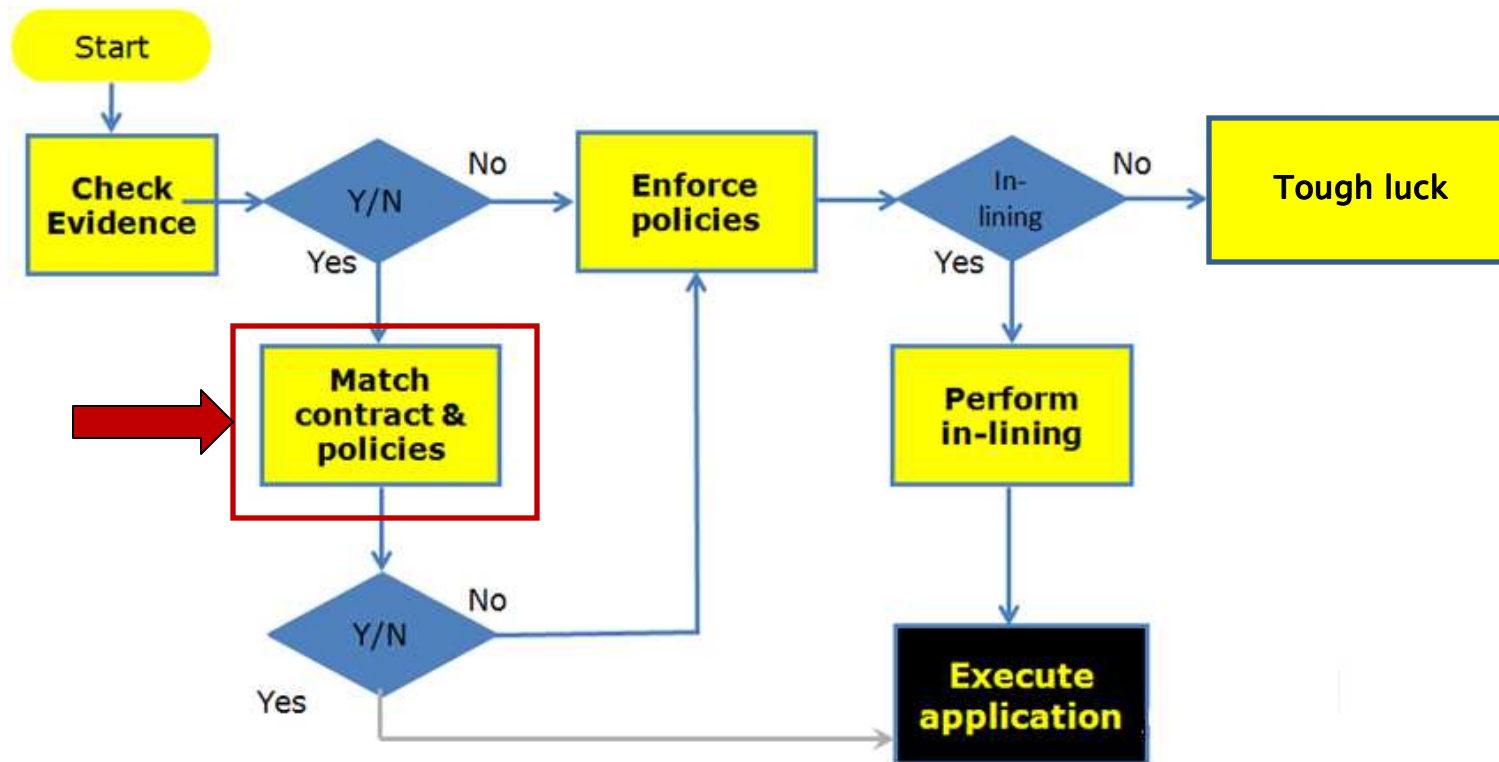 Start
Check
Evidence
Y/N
No
Yes
Enforce
policies
In-
lining
No
Yes
Tough luck
Match
contract &
policies
Perform
in-lining
Y/N
No
Yes
Execute
application